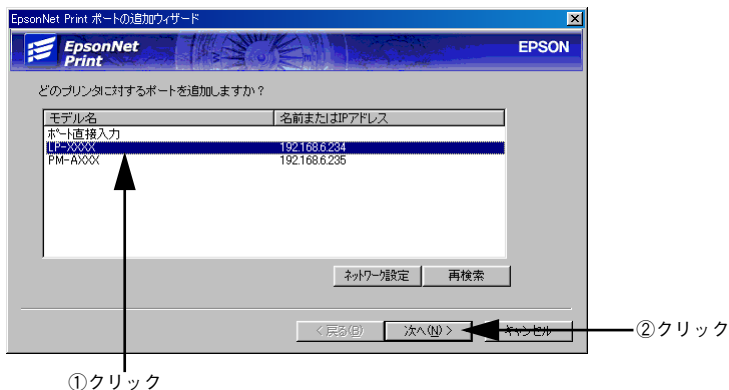 EpsonNet Print ポートの追加ウィザード
EpsonNet
Print
EPSON
どのプリンタに対するポートを追加しますか？
モデル名 名前またはIPアドレス
ポート直接入力
LP-XXXX 192.168.6.234
PM-AXXX 192.168.6.235
ネットワーク設定 再検索
< 戻る(B) 次へ(N) > キャンセル
②クリック
①クリック